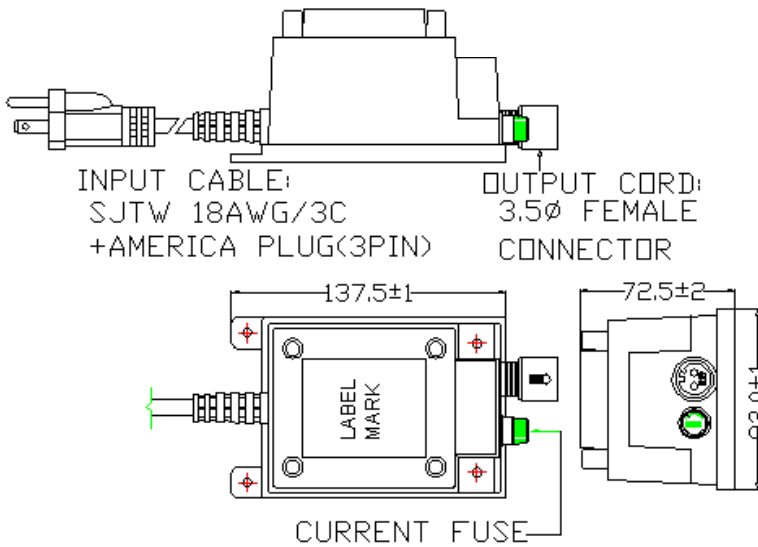 INPUT CABLE:
SJTW 18AWG/3C
+AMERICA PLUG(3PIN)
OUTPUT CORD:
3.5Ø FEMALE
CONNECTOR
137.5±1
72.5±2
LABEL
MARK
CURRENT FUSE